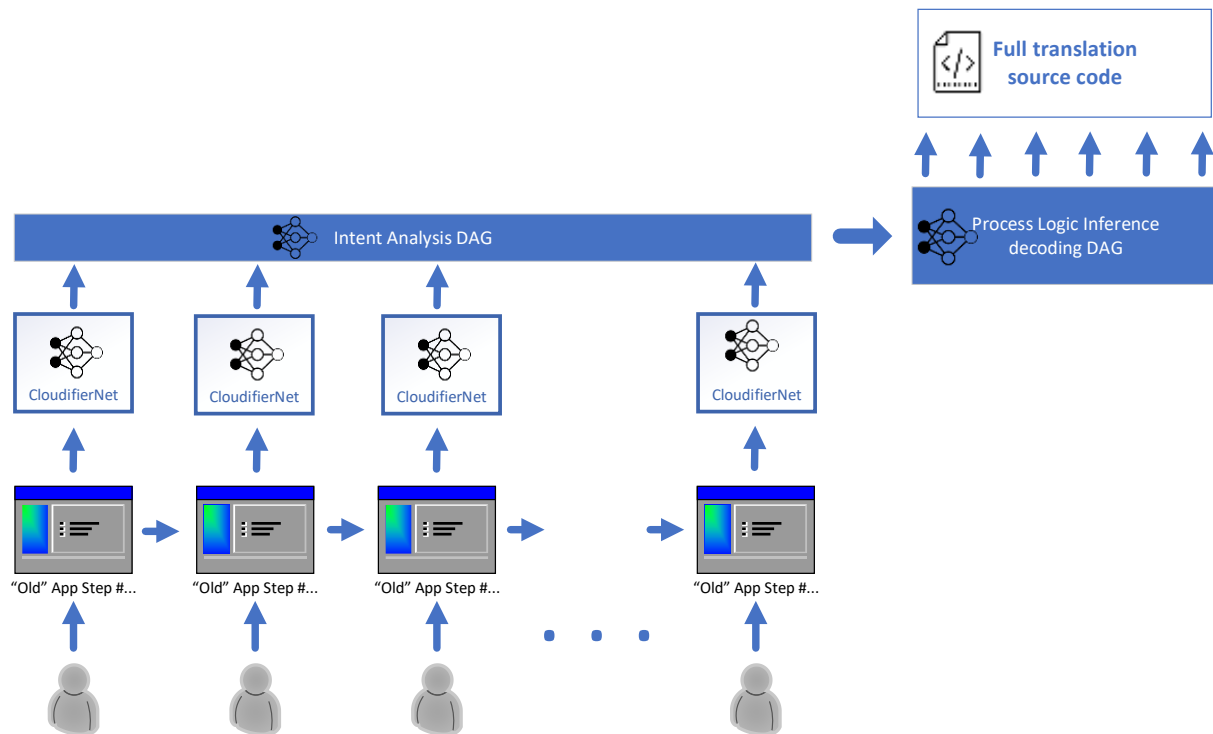 Full translation
source code
</>
Intent Analysis DAG
Process Logic Inference
decoding DAG
CloudifierNet
CloudifierNet
CloudifierNet
CloudifierNet
“Old” App Step #...
“Old” App Step #...
“Old” App Step #...
“Old” App Step #...
. . .